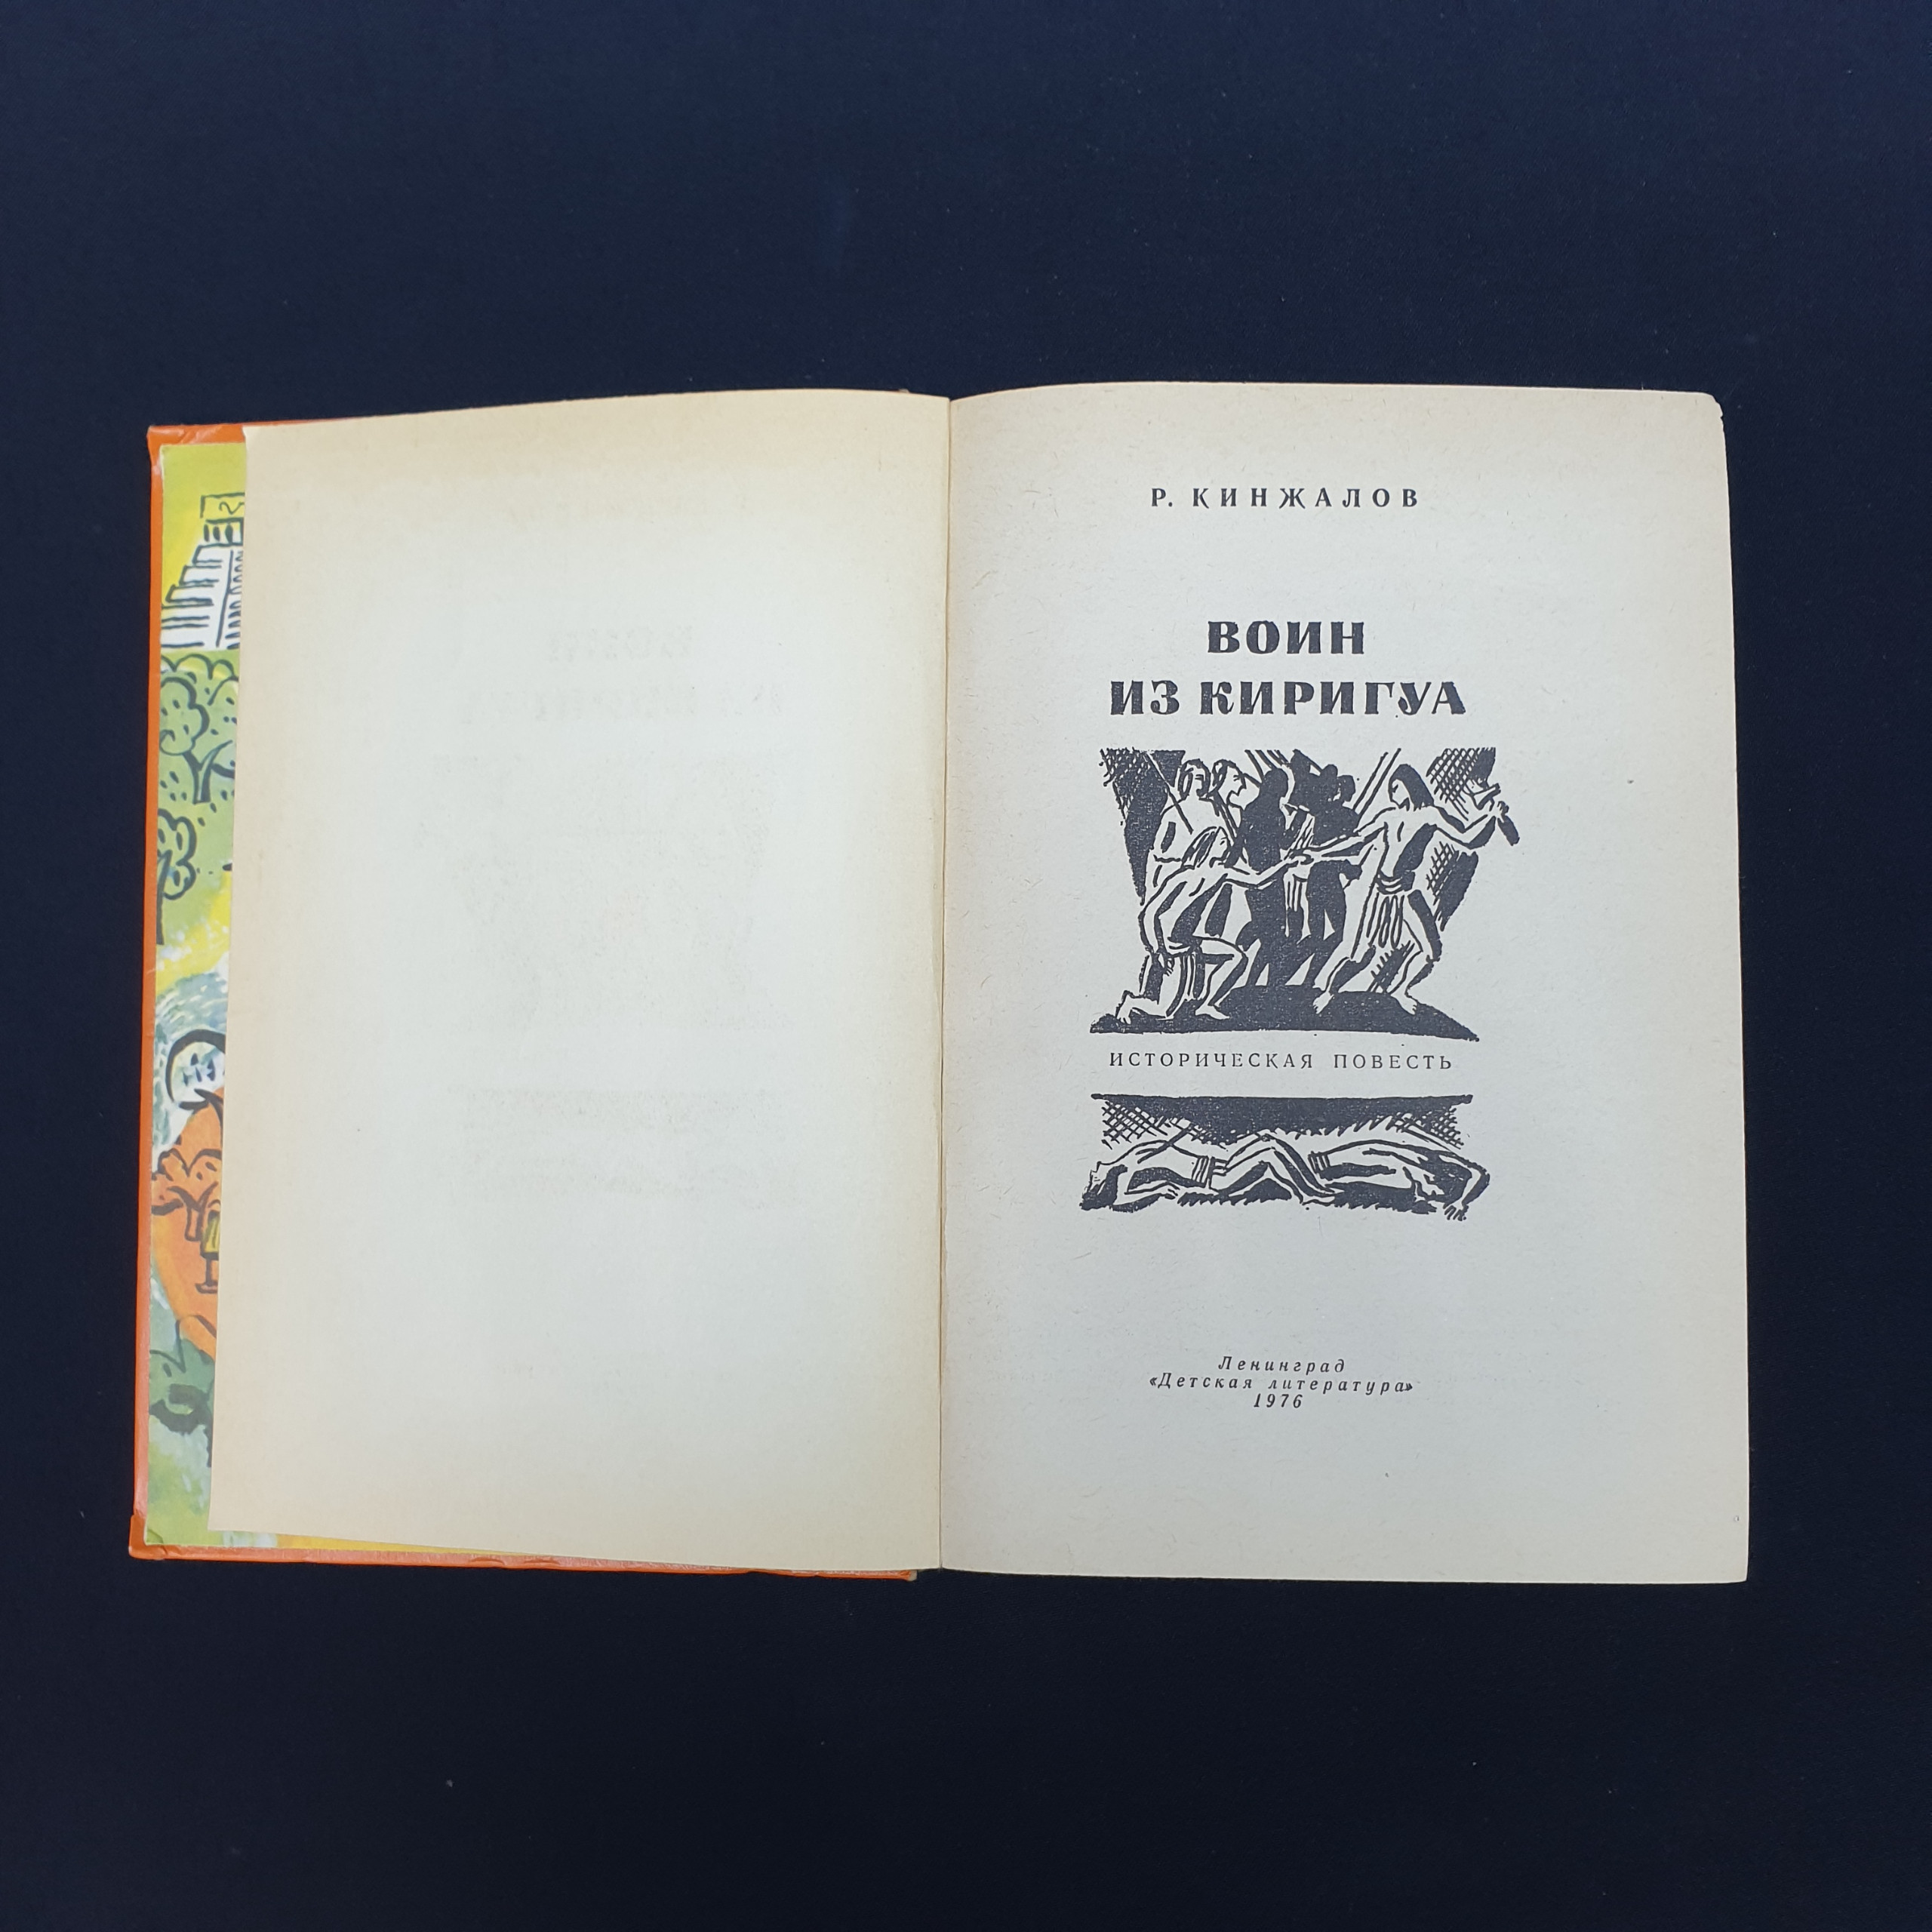 Р. КИНЖАЛОВ
ВОИН
ИЗ КИРИГУА
ИСТОРИЧЕСКАЯ ПОВЕСТЬ
Ленинград
«Детская литература»
1976